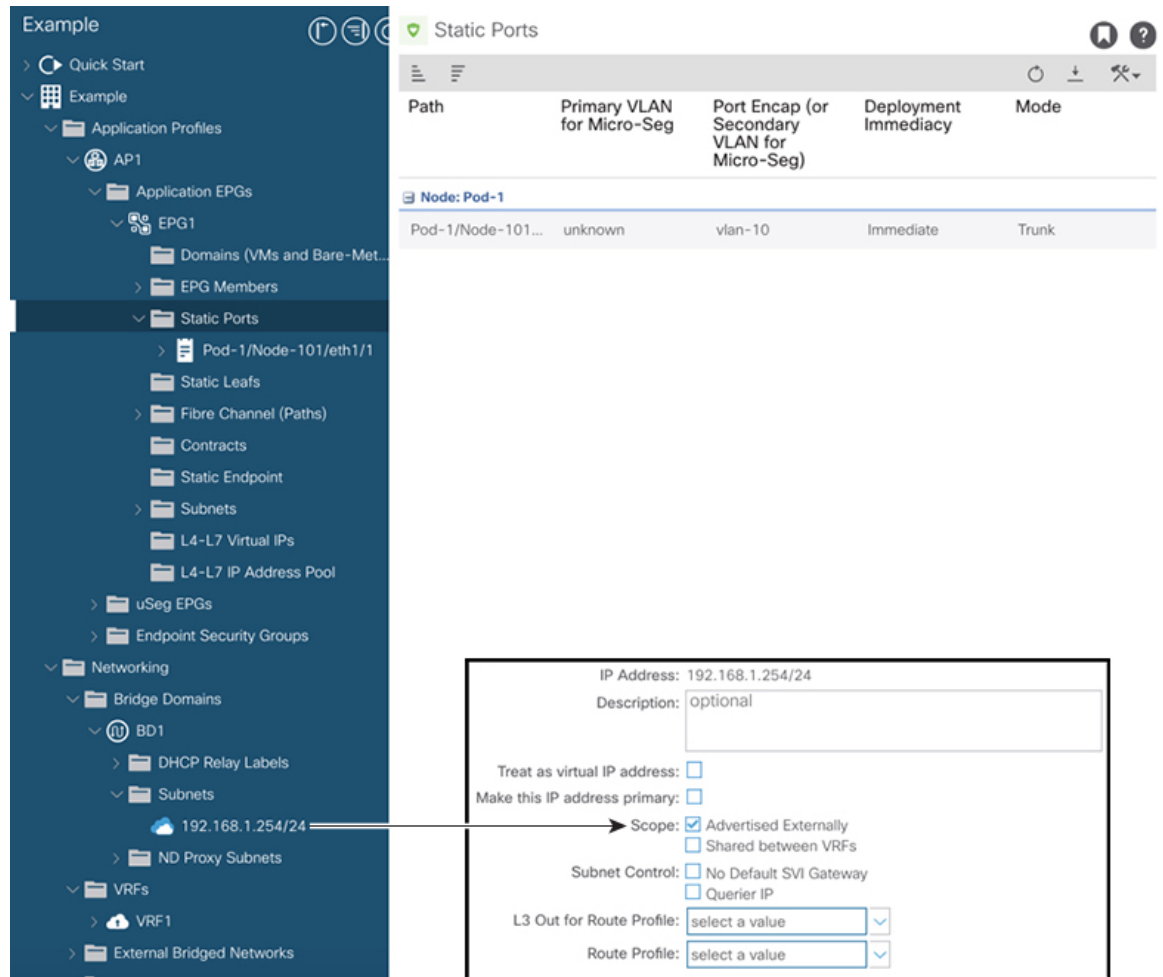 Example
Quick Start
Example
Application Profiles
AP1
Application EPGs
EPG1
Domains (VMs and Bare-Met...
EPG Members
Static Ports
Pod-1/Node-101/eth1/1
Static Leafs
Fibre Channel (Paths)
Contracts
Static Endpoint
Subnets
L4-L7 Virtual IPs
L4-L7 IP Address Pool
uSeg EPGs
Endpoint Security Groups
Networking
Bridge Domains
BD1
DHCP Relay Labels
Subnets
192.168.1.254/24
ND Proxy Subnets
VRFs
VRF1
External Bridged Networks
Static Ports
?
Path
Primary VLAN
for Micro-Seg
Port Encap (or
Secondary
VLAN for
Micro-Seg)
Deployment
Immediacy
Mode
Node: Pod-1
Pod-1/Node-101... unknown vlan-10 Immediate Trunk
IP Address: 192.168.1.254/24
Description: optional
Treat as virtual IP address:
Make this IP address primary:
Scope: Advertised Externally
Shared between VRFs
Subnet Control: No Default SVI Gateway
Querier IP
L3 Out for Route Profile: select a value
Route Profile: select a value